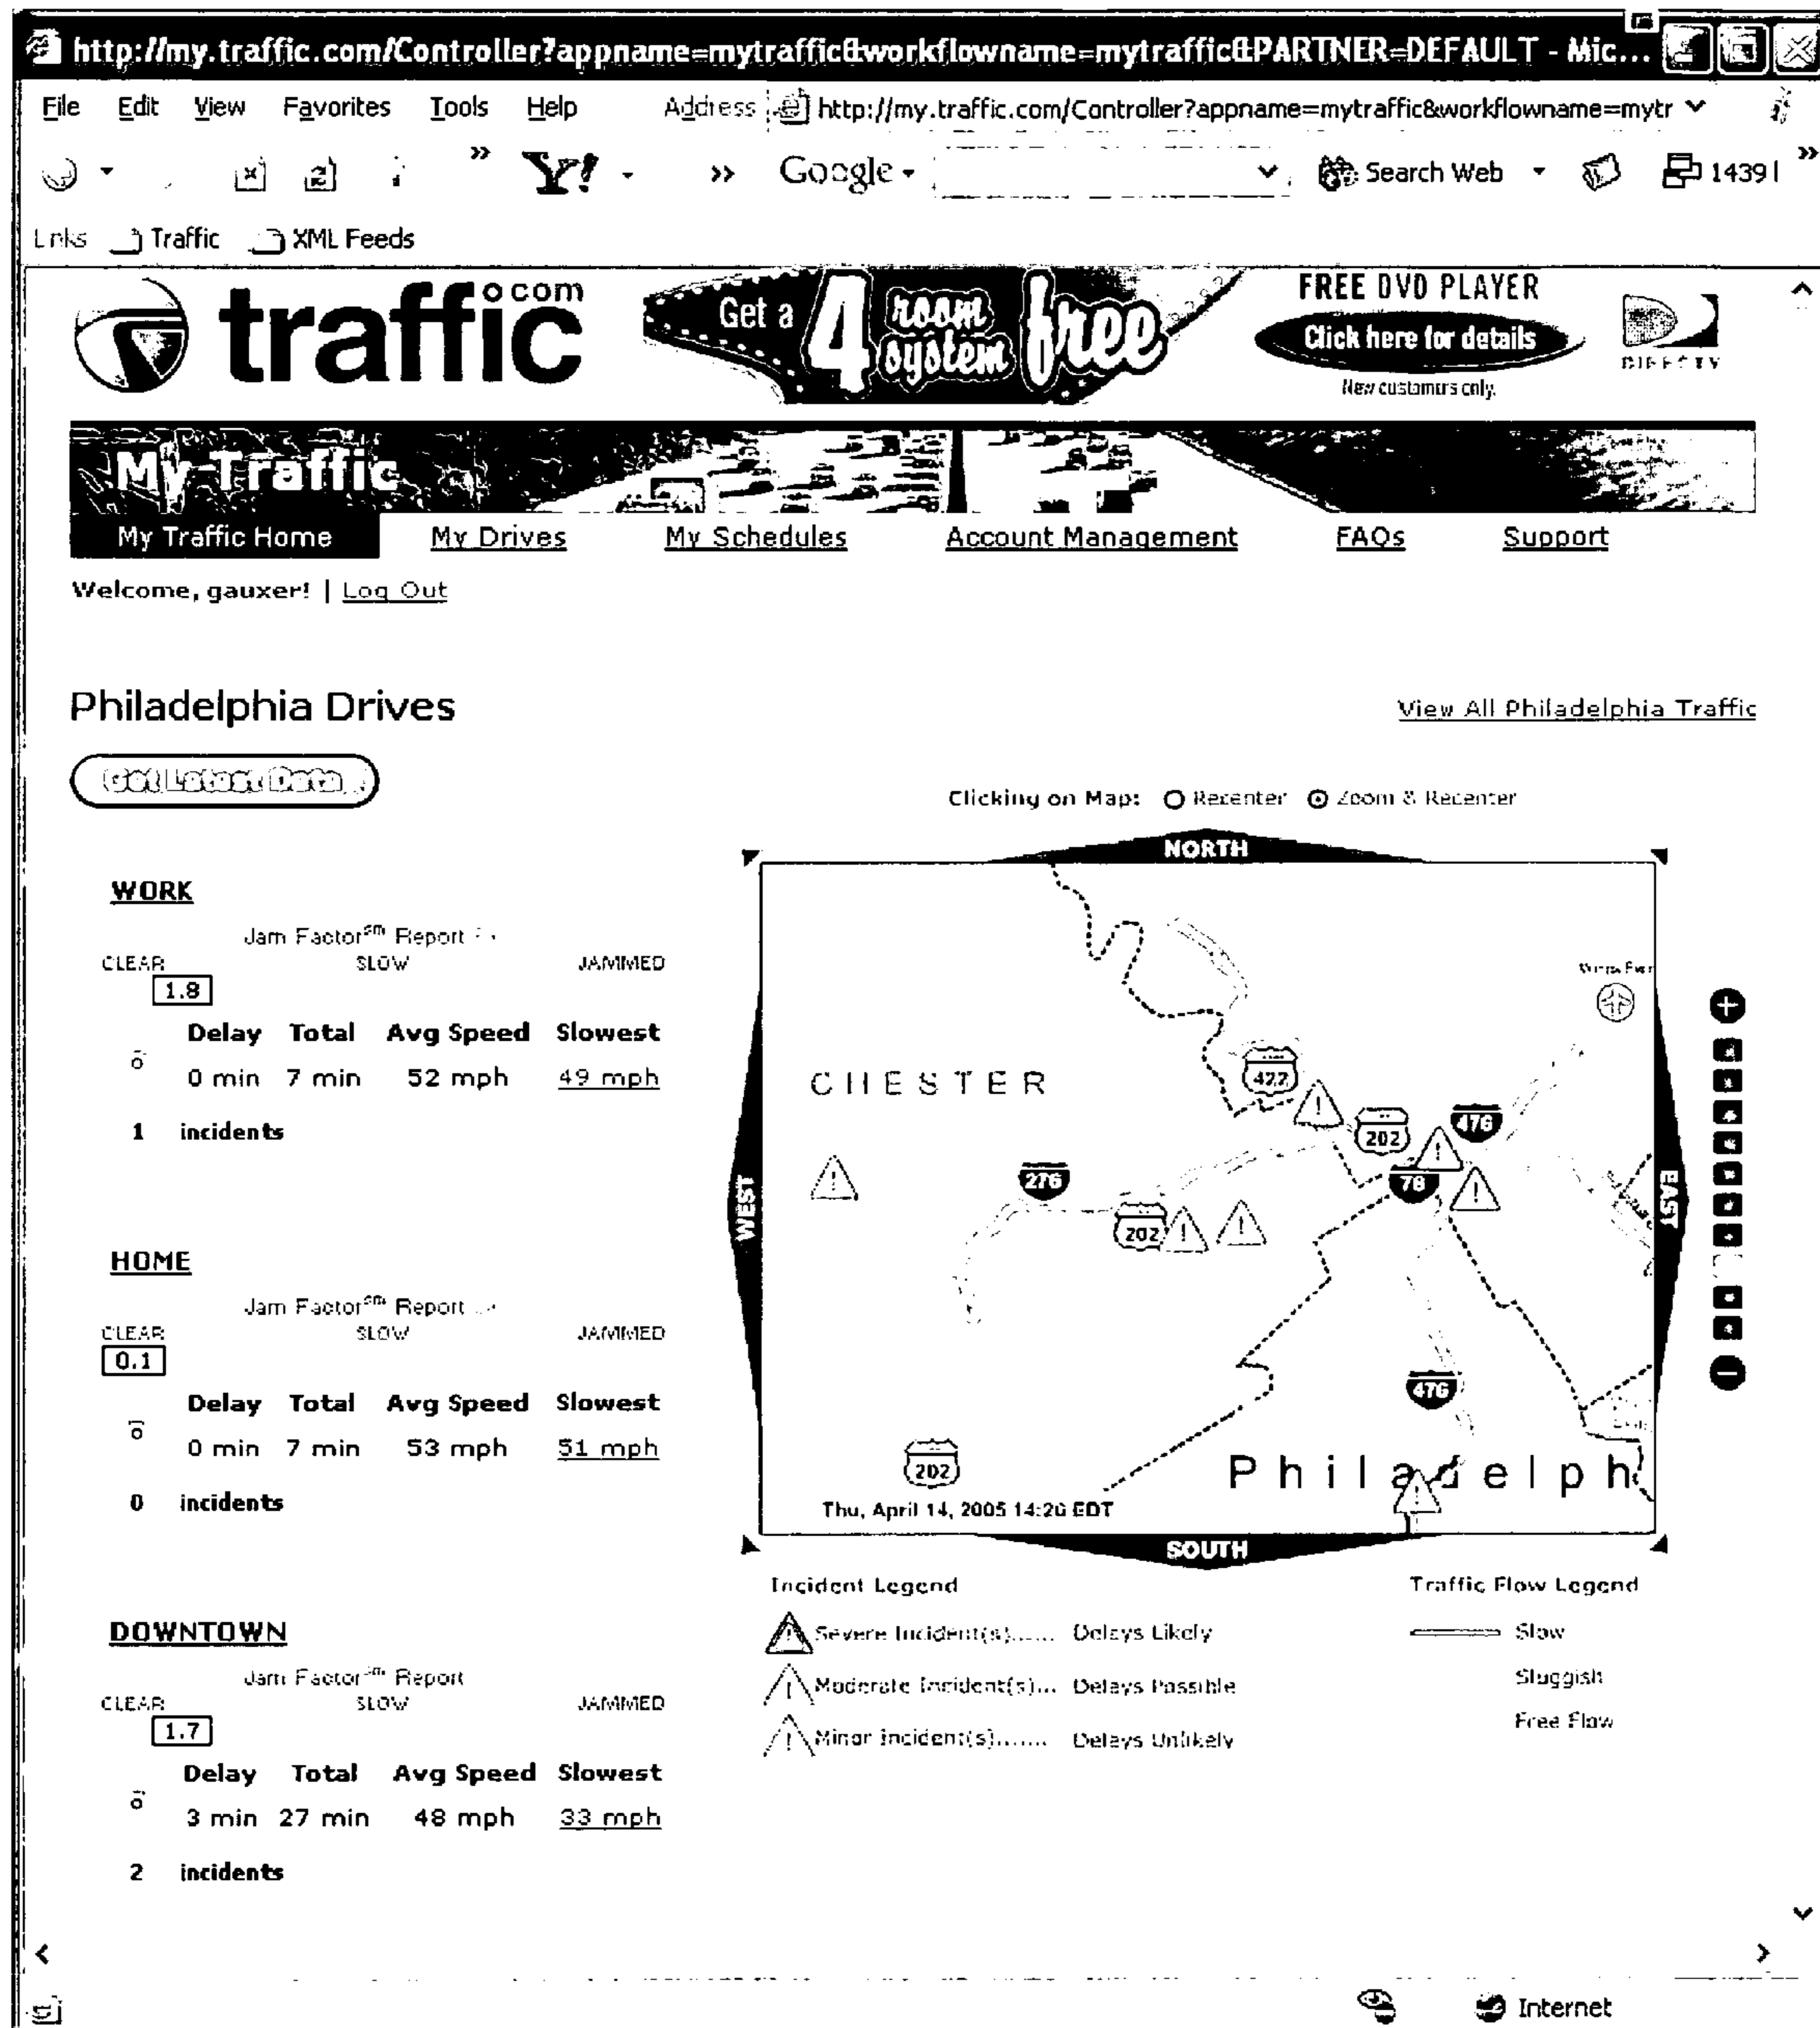 http://my.traffic.com/Controller?appname=mytraffic&workflowname=mytraffic&PARTNER=DEFAULT - Mic...
File Edit View Favorites Tools Help Address http://my.traffic.com/Controller?appname=mytraffic&workflowname=mytr
» Y! » Google Search Web 1439 »
Links Traffic XML Feeds
traffic.com
Get a 4 room system free
FREE DVD PLAYER
Click here for details
New customers only.
DIRECTV
My Traffic
My Traffic Home My Drives My Schedules Account Management FAQs Support
Welcome, gauxer! | Log Out
Philadelphia Drives
View All Philadelphia Traffic
Get Latest Data
Clicking on Map: Recenter Zoom & Recenter
WORK
Jam Factor℠ Report
CLEAR SLOW JAMMED
1.8
Delay Total Avg Speed Slowest
0 min 7 min 52 mph 49 mph
1 incidents
HOME
Jam Factor℠ Report
CLEAR SLOW JAMMED
0.1
Delay Total Avg Speed Slowest
0 min 7 min 53 mph 51 mph
0 incidents
DOWNTOWN
Jam Factor℠ Report
CLEAR SLOW JAMMED
1.7
Delay Total Avg Speed Slowest
3 min 27 min 48 mph 33 mph
2 incidents
NORTH
WEST
EAST
SOUTH
CHESTER
422
202
476
276
76
202
476
202
Philadelph
Thu, April 14, 2005 14:20 EDT
Incident Legend
Severe Incident(s)...... Delays Likely
Moderate Incident(s)... Delays Possible
Minor Incident(s)....... Delays Unlikely
Traffic Flow Legend
Slow
Sluggish
Free Flow
Internet